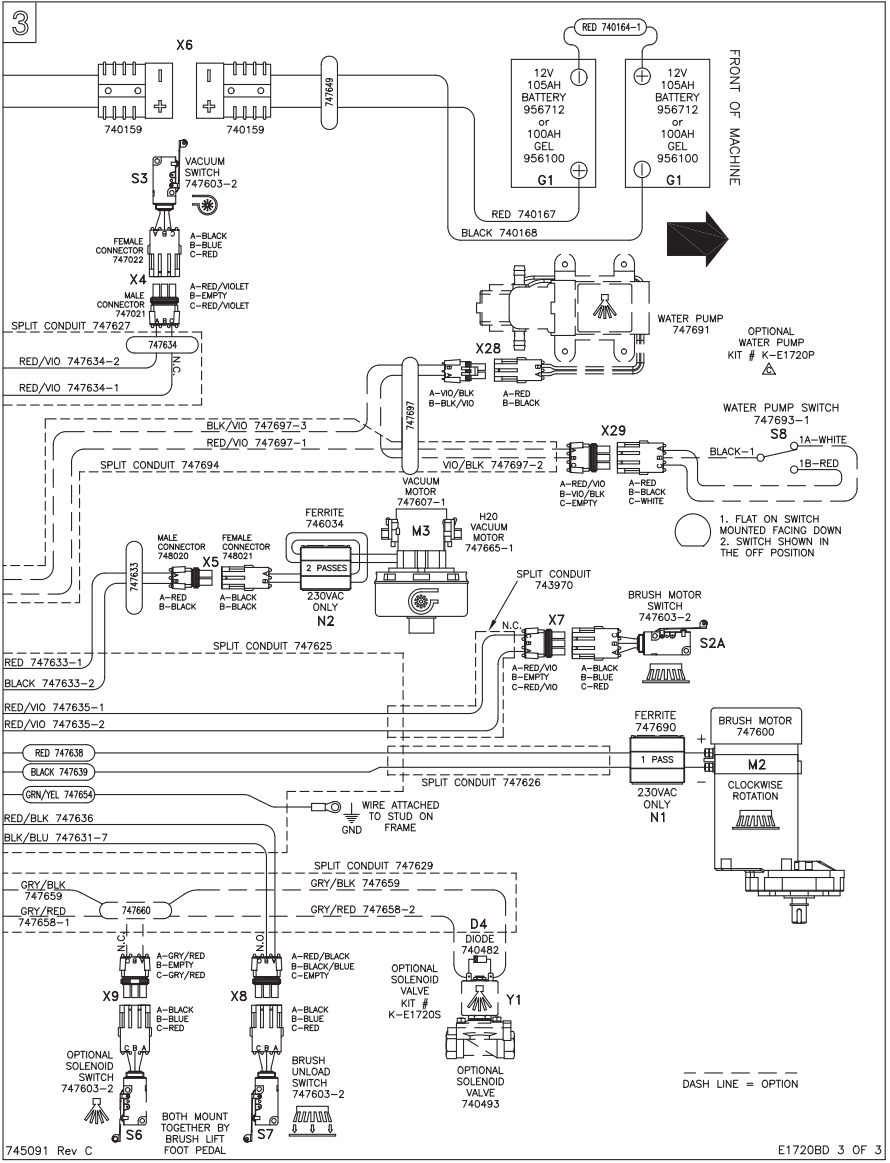 3
X6
RED 740164-1
740159
740159
747649
12V
105AH
BATTERY
956712
or
100AH
GEL
956100
G1
12V
105AH
BATTERY
956712
or
100AH
GEL
956100
G1
FRONT OF MACHINE
RED 740167
BLACK 740168
S3
VACUUM
SWITCH
747603-2
FEMALE
CONNECTOR
747022
A B C
A-BLACK
B-BLUE
C-RED
X4
MALE
CONNECTOR
747021
A B C
A-RED/VIOLET
B-EMPTY
C-RED/VIOLET
SPLIT CONDUIT 747627
747634
N.C.
RED/VIO 747634-2
RED/VIO 747634-1
WATER PUMP
747691
OPTIONAL
WATER PUMP
KIT # K-E1720P
C
X28
A-VIO/BLK
B-BLK/VIO
A-RED
B-BLACK
747697
BLK/VIO 747697-3
RED/VIO 747697-1
SPLIT CONDUIT 747694
VIO/BLK 747697-2
X29
A-RED/VIO
B-VIO/BLK
C-EMPTY
A-RED
B-BLACK
C-WHITE
WATER PUMP SWITCH
747693-1
S8
BLACK-1
1A-WHITE
1B-RED
1. FLAT ON SWITCH
MOUNTED FACING DOWN
2. SWITCH SHOWN IN
THE OFF POSITION
VACUUM
MOTOR
747607-1
M3
H20
VACUUM
MOTOR
747665-1
FERRITE
746034
2 PASSES
230VAC
ONLY
N2
747633
MALE
CONNECTOR
748020
X5
FEMALE
CONNECTOR
748021
A-RED
B-BLACK
A-BLACK
B-BLACK
SPLIT CONDUIT
743970
SPLIT CONDUIT 747625
RED 747633-1
BLACK 747633-2
RED/VIO 747635-1
RED/VIO 747635-2
N.C.
X7
A-RED/VIO
B-EMPTY
C-RED/VIO
A-BLACK
B-BLUE
C-RED
BRUSH MOTOR
SWITCH
747603-2
S2A
RED 747638
BLACK 747639
GRN/YEL 747654
RED/BLK 747636
BLK/BLU 747631-7
SPLIT CONDUIT 747626
FERRITE
747690
1 PASS
230VAC
ONLY
N1
+
−
BRUSH MOTOR
747600
M2
CLOCKWISE
ROTATION
GND
WIRE ATTACHED
TO STUD ON
FRAME
SPLIT CONDUIT 747629
GRY/BLK
747659
GRY/BLK 747659
747660
GRY/RED
747658-1
GRY/RED 747658-2
N.C.
A-GRY/RED
B-EMPTY
C-GRY/RED
X9
A-BLACK
B-BLUE
C-RED
C B A
OPTIONAL
SOLENOID
SWITCH
747603-2
S6
N.O.
A-RED/BLACK
B-BLACK/BLUE
C-EMPTY
X8
A-BLACK
B-BLUE
C-RED
C B A
BRUSH
UNLOAD
SWITCH
747603-2
S7
BOTH MOUNT
TOGETHER BY
BRUSH LIFT
FOOT PEDAL
D4
DIODE
740482
OPTIONAL
SOLENOID
VALVE
KIT #
K-E1720S
Y1
OPTIONAL
SOLENOID
VALVE
740493
DASH LINE = OPTION
745091 Rev C
E1720BD 3 OF 3